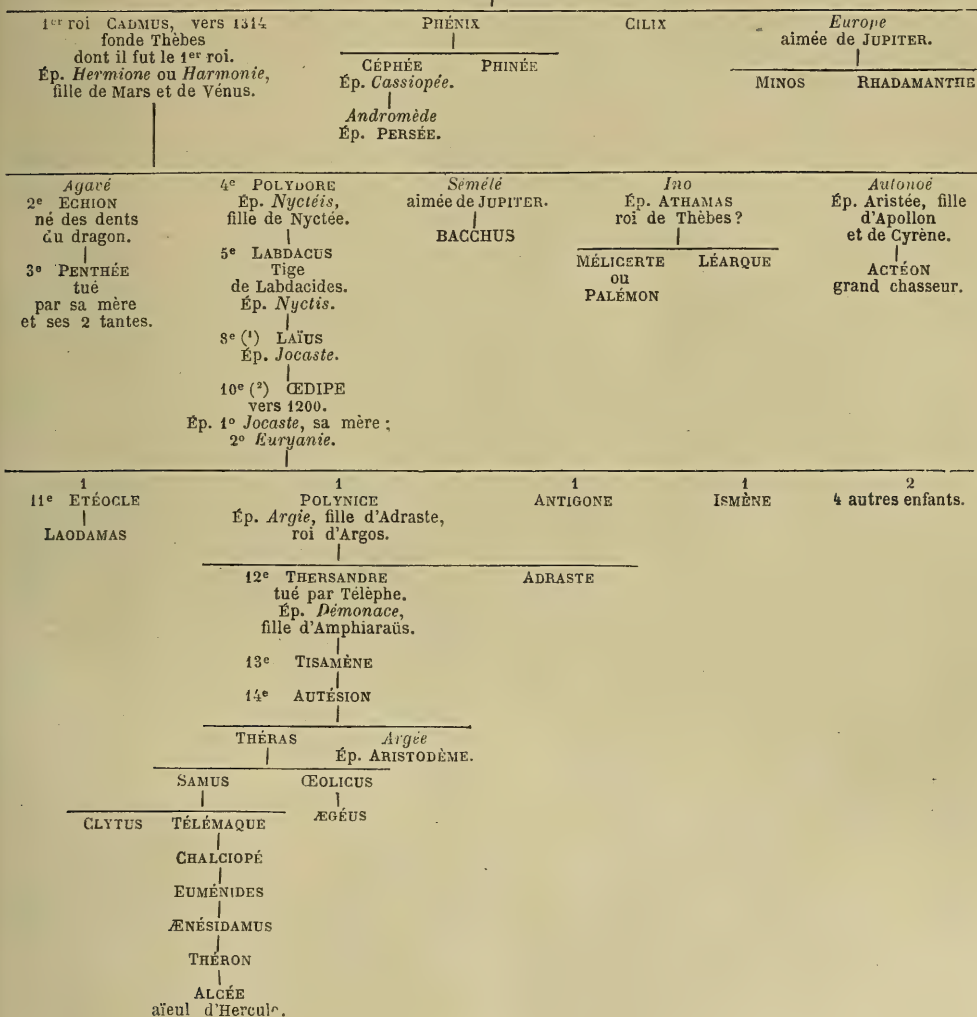 1er roi CADMUS, vers 1314
fonde Thèbes
dont il fut le 1er roi.
Ép. Hermione ou Harmonie,
fille de Mars et de Vénus.
PHÉNIX
CÉPHÉE PHINÉE
Ép. Cassiopée.
Andromède
Ép. PERSÉE.
CILIX
Europe
aimée de JUPITER.
MINOS RHADAMANTHE
Agavé
2e ECHION
né des dents
du dragon.
3e PENTHÉE
tué
par sa mère
et ses 2 tantes.
4e POLYDORE
Ép. Nyctéis,
fille de Nyctée.
5e LABDACUS
Tige
de Labdacides.
Ép. Nyctis.
8e (1) LAÏUS
Ép. Jocaste.
10e (2) ŒDIPE
vers 1200.
Ép. 1o Jocaste, sa mère ;
2o Euryanie.
Sémélé
aimée de JUPITER.
BACCHUS
Ino
Ép. ATHAMAS
roi de Thèbes ?
MÉLICERTE LÉARQUE
ou
PALÉMON
Autonoé
Ép. Aristée, fille
d'Apollon
et de Cyrène.
ACTÉON
grand chasseur.
1
11e ETÉOCLE
LAODAMAS
1
POLYNICE
Ép. Argie, fille d'Adraste,
roi d'Argos.
1
ANTIGONE
1
ISMÈNE
2
4 autres enfants.
12e THERSANDRE ADRASTE
tué par Télèphe.
Ép. Démonace,
fille d'Amphiaraüs.
13e TISAMÈNE
14e AUTÉSION
THÉRAS Argée
Ép. ARISTODÈME.
SAMUS ŒOLICUS
ÆGÉUS
CLYTUS TÉLÉMAQUE
CHALCIOPÉ
EUMÉNIDES
ÆNÉSIDAMUS
THÉRON
ALCÉE
aïeul d'Hercule.